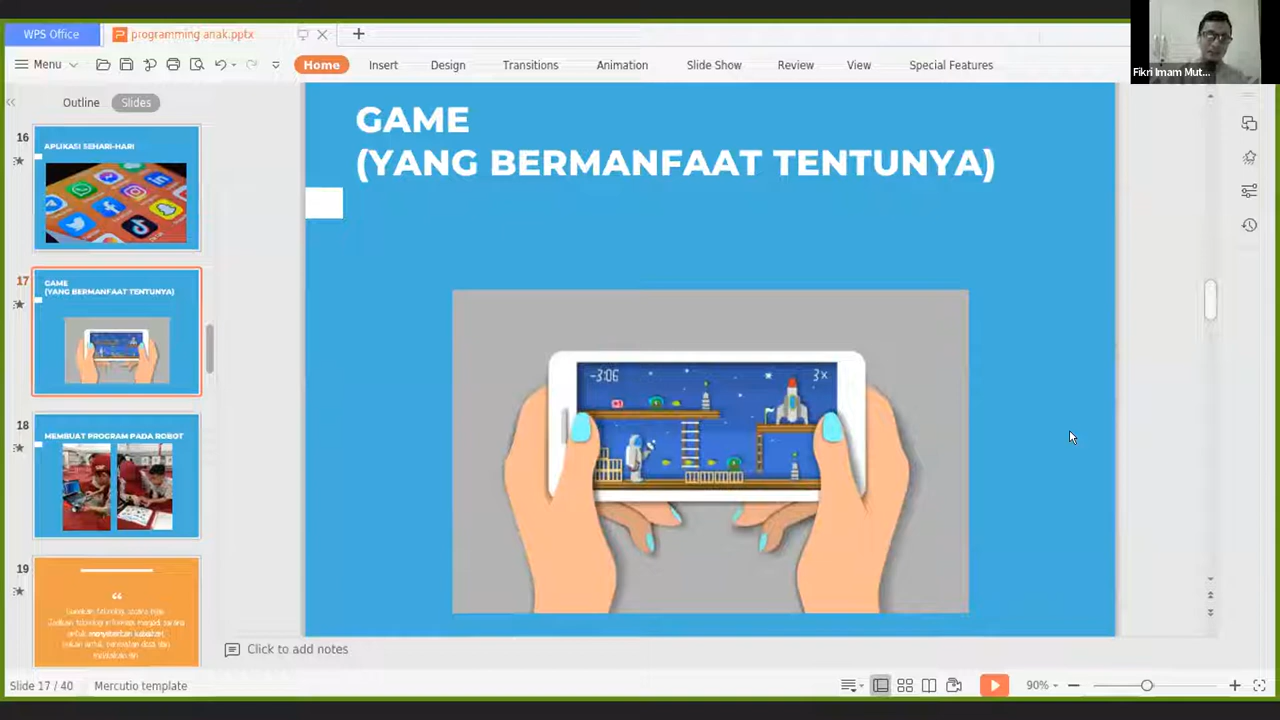 WPS Office
programming anak.pptx
Menu
Home
Insert
Design
Transitions
Animation
Slide Show
Review
View
Special Features
Fikri Imam Mut...
Outline
Slides
16
APLIKASI SEHARI-HARI
17
GAME
(YANG BERMANFAAT TENTUNYA)
18
MEMBUAT PROGRAM PADA ROBOT
19
“
menyebarkan
GAME
(YANG BERMANFAAT TENTUNYA)
-3:06
3×
Click to add notes
Slide 17 / 40
Mercutio template
90%